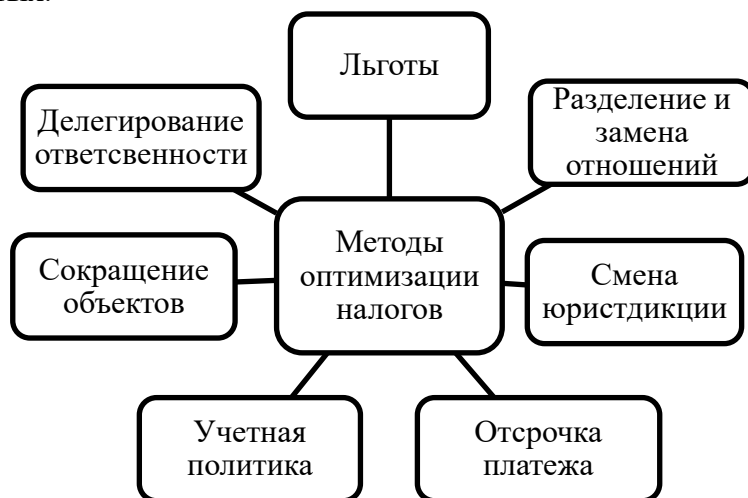 Льготы
Делегирование
ответсвенности
Разделение и
замена
отношений
Методы
оптимизации
налогов
Сокращение
объектов
Смена
юристдикции
Учетная
политика
Отсрочка
платежа